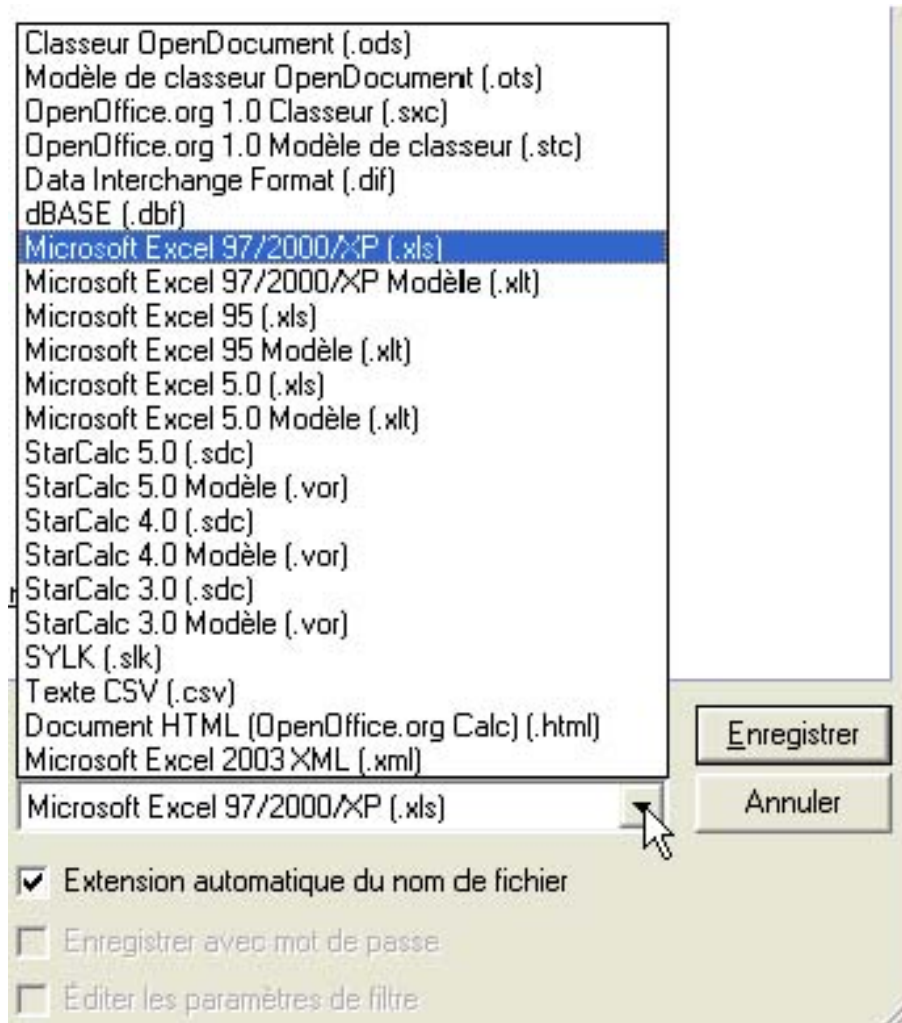 Classeur OpenDocument (.ods)
Modèle de classeur OpenDocument (.ots)
OpenOffice.org 1.0 Classeur (.sxc)
OpenOffice.org 1.0 Modèle de classeur (.stc)
Data Interchange Format (.dif)
dBASE (.dbf)
Microsoft Excel 97/2000/XP (.xls)
Microsoft Excel 97/2000/XP Modèle (.xlt)
Microsoft Excel 95 (.xls)
Microsoft Excel 95 Modèle (.xlt)
Microsoft Excel 5.0 (.xls)
Microsoft Excel 5.0 Modèle (.xlt)
StarCalc 5.0 (.sdc)
StarCalc 5.0 Modèle (.vor)
StarCalc 4.0 (.sdc)
StarCalc 4.0 Modèle (.vor)
StarCalc 3.0 (.sdc)
StarCalc 3.0 Modèle (.vor)
SYLK (.slk)
Texte CSV (.csv)
Document HTML (OpenOffice.org Calc) (.html)
Microsoft Excel 2003 XML (.xml)
Enregistrer
Microsoft Excel 97/2000/XP (.xls)
Annuler
Extension automatique du nom de fichier
Enregistrer avec mot de passe
Éditer les paramètres de filtre